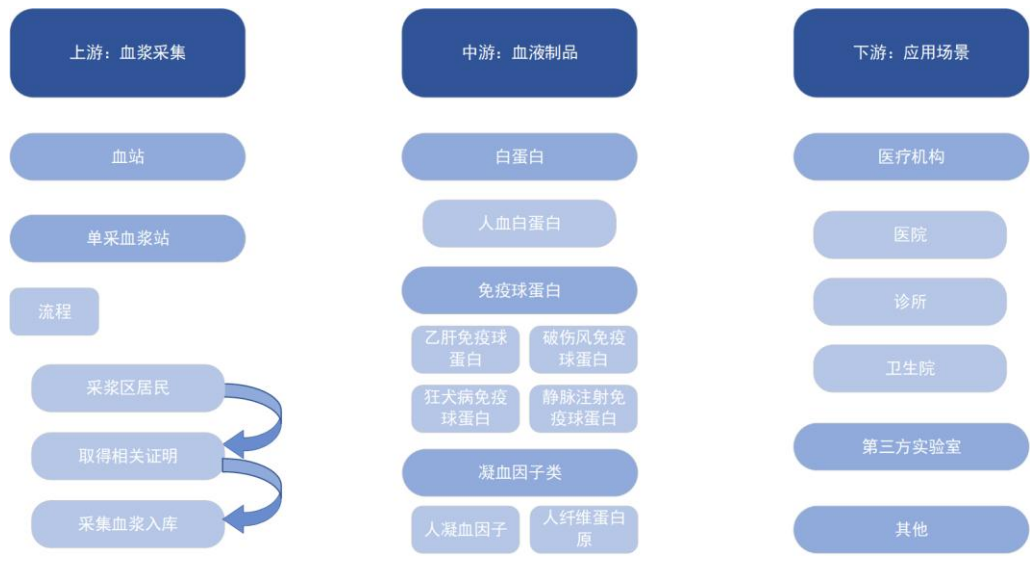 上游：血浆采集
血站
单采血浆站
流程
采浆区居民
取得相关证明
采集血浆入库
中游：血液制品
白蛋白
人血白蛋白
免疫球蛋白
乙肝免疫球
蛋白
破伤风免疫
球蛋白
狂犬病免疫
球蛋白
静脉注射免
疫球蛋白
凝血因子类
人凝血因子
人纤维蛋白
原
下游：应用场景
医疗机构
医院
诊所
卫生院
第三方实验室
其他